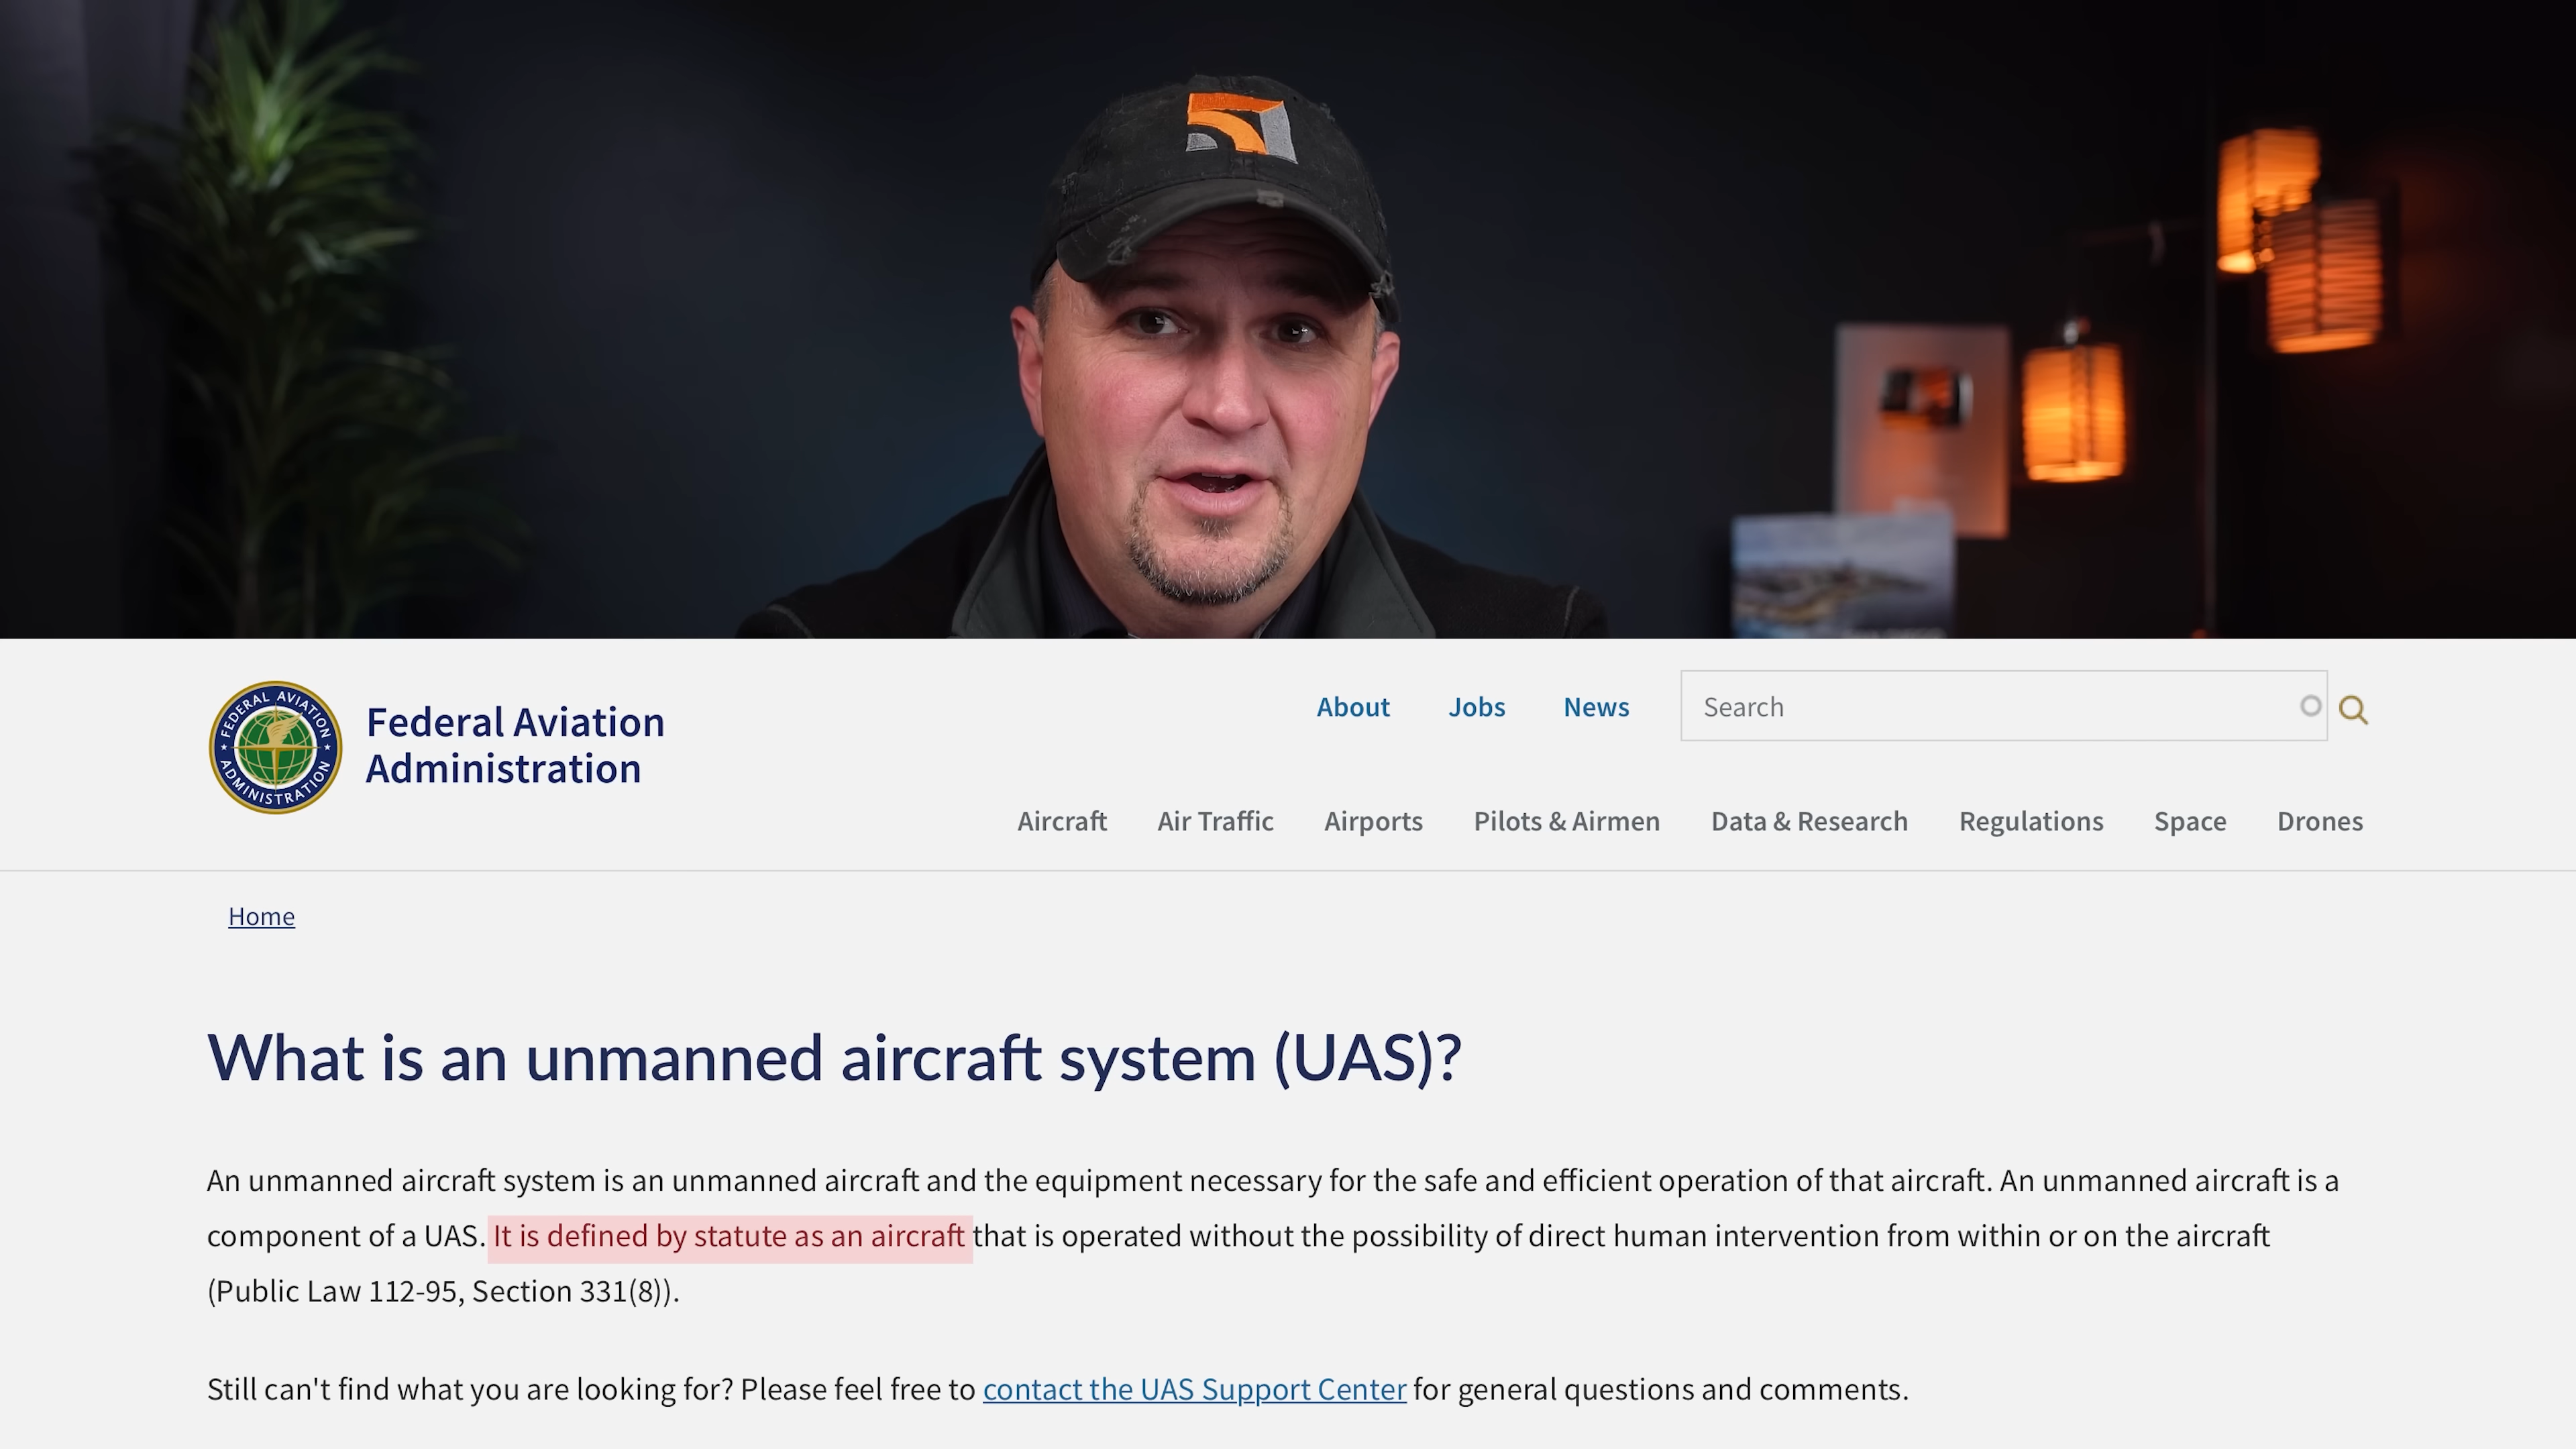 Federal Aviation
Administration
FEDERAL AVIATION
ADMINISTRATION
About Jobs News Search
Aircraft Air Traffic Airports Pilots & Airmen Data & Research Regulations Space Drones
Home
What is an unmanned aircraft system (UAS)?
An unmanned aircraft system is an unmanned aircraft and the equipment necessary for the safe and efficient operation of that aircraft. An unmanned aircraft is a
component of a UAS. It is defined by statute as an aircraft that is operated without the possibility of direct human intervention from within or on the aircraft
(Public Law 112-95, Section 331(8)).
Still can't find what you are looking for? Please feel free to contact the UAS Support Center for general questions and comments.